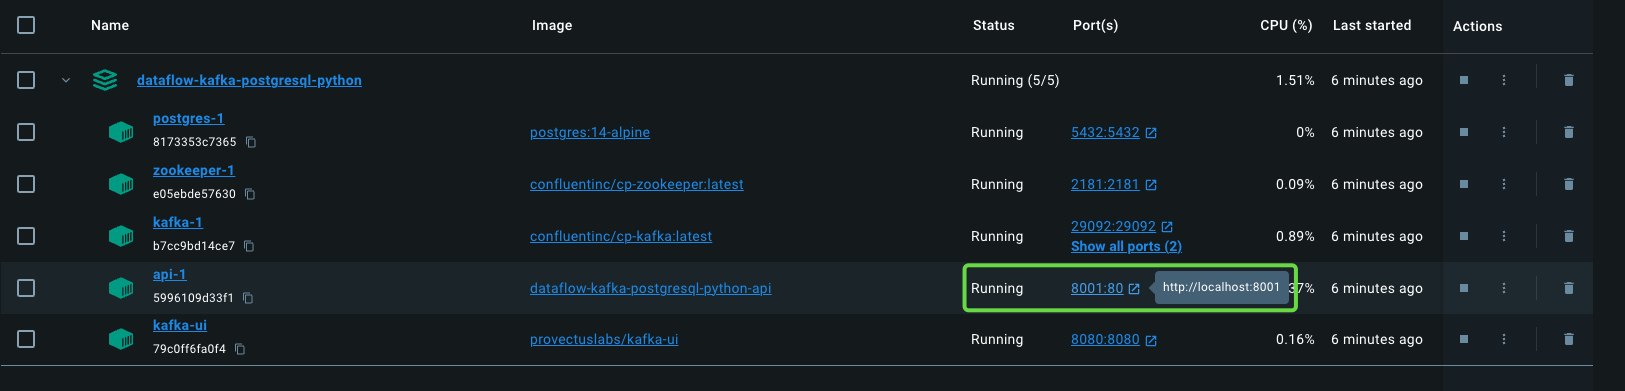 Name Image Status Port(s) CPU (%) Last started Actions
dataflow-kafka-postgresql-python Running (5/5) 1.51% 6 minutes ago
postgres-1
8173353c7365 postgres:14-alpine Running 5432:5432 0% 6 minutes ago
zookeeper-1
e05ebde57630 confluentinc/cp-zookeeper:latest Running 2181:2181 0.09% 6 minutes ago
kafka-1
b7cc9bd14ce7 confluentinc/cp-kafka:latest Running 29092:29092 0.89% 6 minutes ago
Show all ports (2)
api-1
5996109d33f1 dataflow-kafka-postgresql-python-api Running 8001:80 http://localhost:8001 37% 6 minutes ago
kafka-ui
79c0ff6fa0f4 provectuslabs/kafka-ui Running 8080:8080 0.16% 6 minutes ago